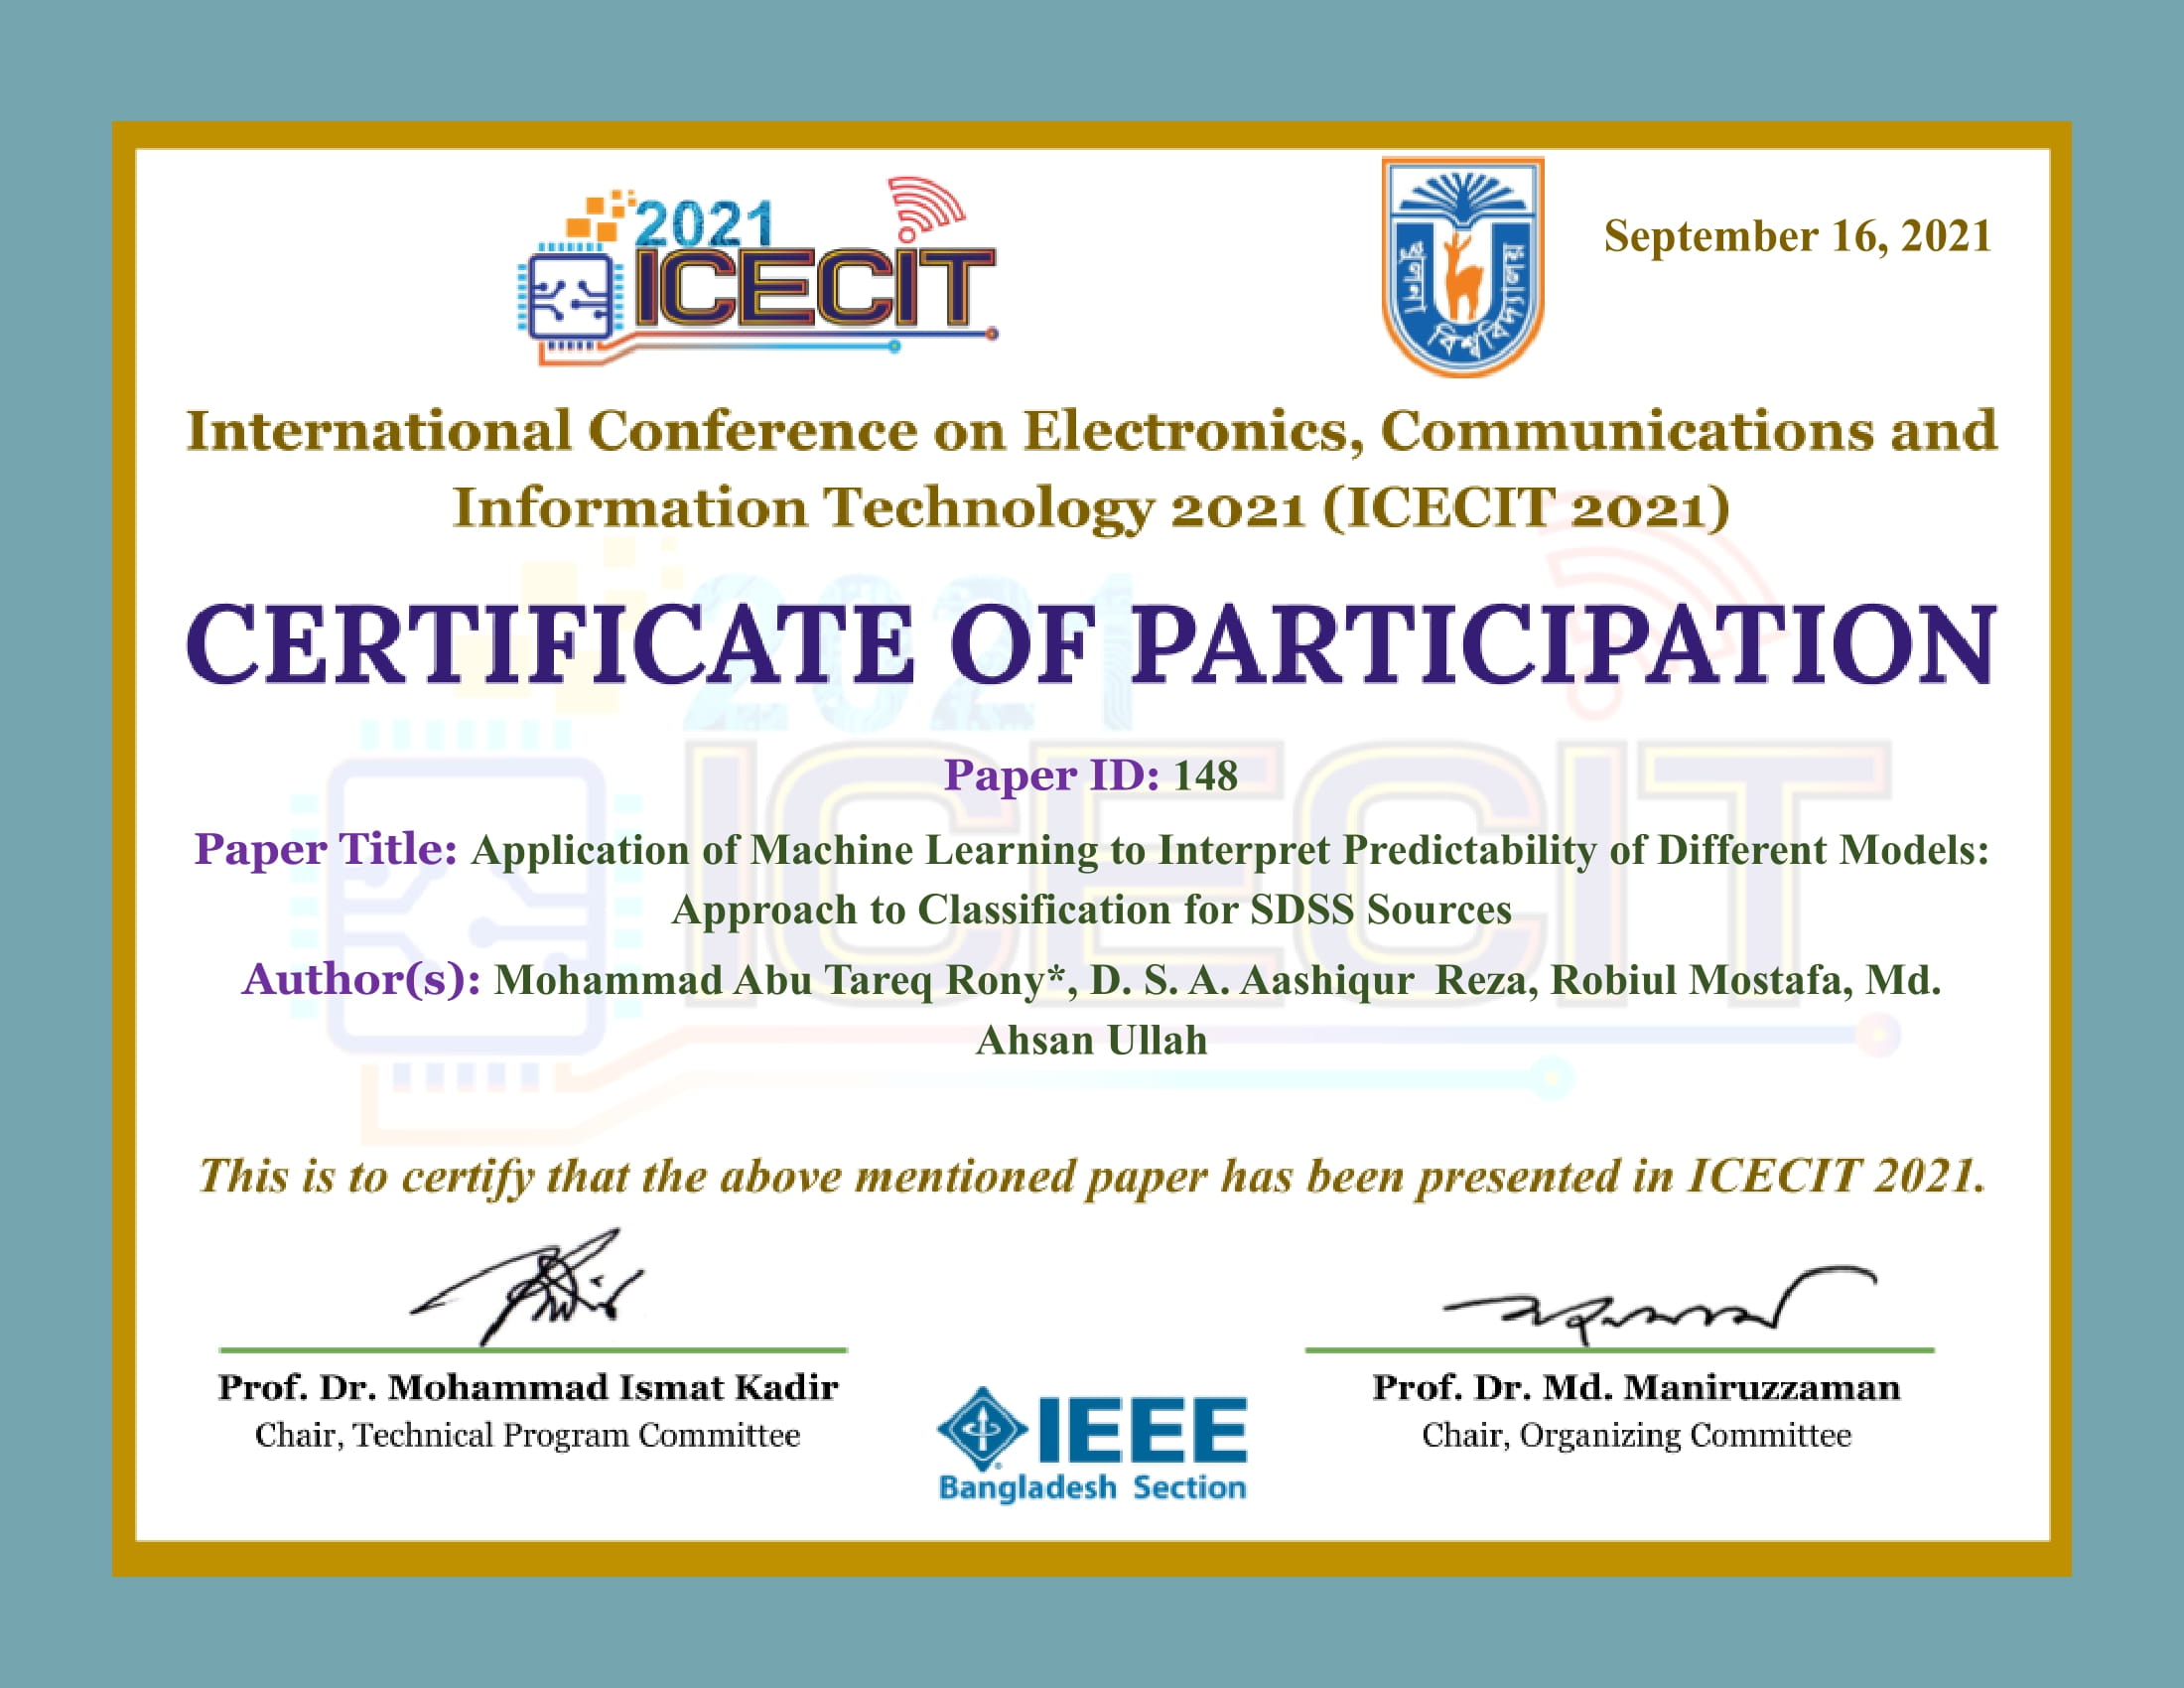 2021
ICECIT
খুলনা
বিশ্ববিদ্যালয়
September 16, 2021
International Conference on Electronics, Communications and
Information Technology 2021 (ICECIT 2021)
CERTIFICATE OF PARTICIPATION
Paper ID: 148
Paper Title: Application of Machine Learning to Interpret Predictability of Different Models:
Approach to Classification for SDSS Sources
Author(s): Mohammad Abu Tareq Rony*, D. S. A. Aashiqur Reza, Robiul Mostafa, Md.
Ahsan Ullah
This is to certify that the above mentioned paper has been presented in ICECIT 2021.
Prof. Dr. Mohammad Ismat Kadir
Chair, Technical Program Committee
Prof. Dr. Md. Maniruzzaman
Chair, Organizing Committee
IEEE
Bangladesh Section